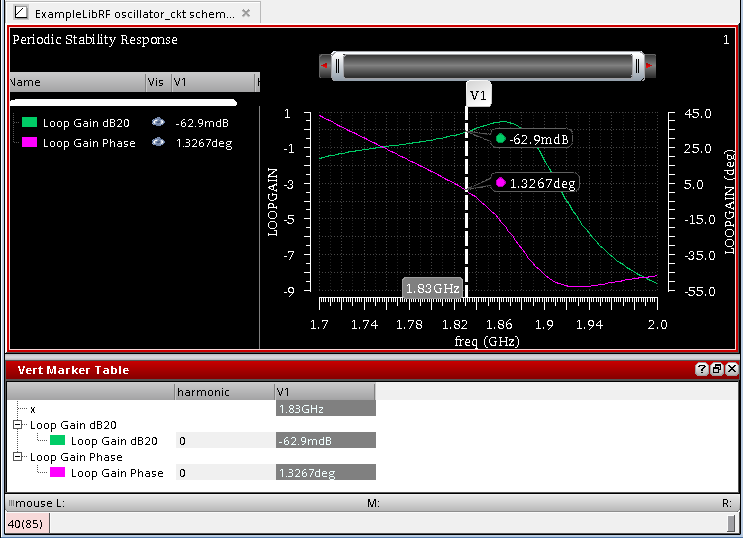 ExampleLibRF oscillator_ckt schem...
Periodic Stability Response
1
Name Vis V1
Loop Gain dB20 -62.9mdB
Loop Gain Phase 1.3267deg
V1
1
-1
-3
-5
-7
-9
LOOPGAIN
-62.9mdB
1.3267deg
1.83GHz
45.0
25.0
5.0
-15.0
-35.0
-55.0
LOOPGAIN (deg)
1.7 1.74 1.78 1.82 1.86 1.9 1.94 2.0
freq (GHz)
Vert Marker Table
harmonic V1
x 1.83GHz
Loop Gain dB20
Loop Gain dB20 0 -62.9mdB
Loop Gain Phase
Loop Gain Phase 0 1.3267deg
mouse L: M: R:
40(85)